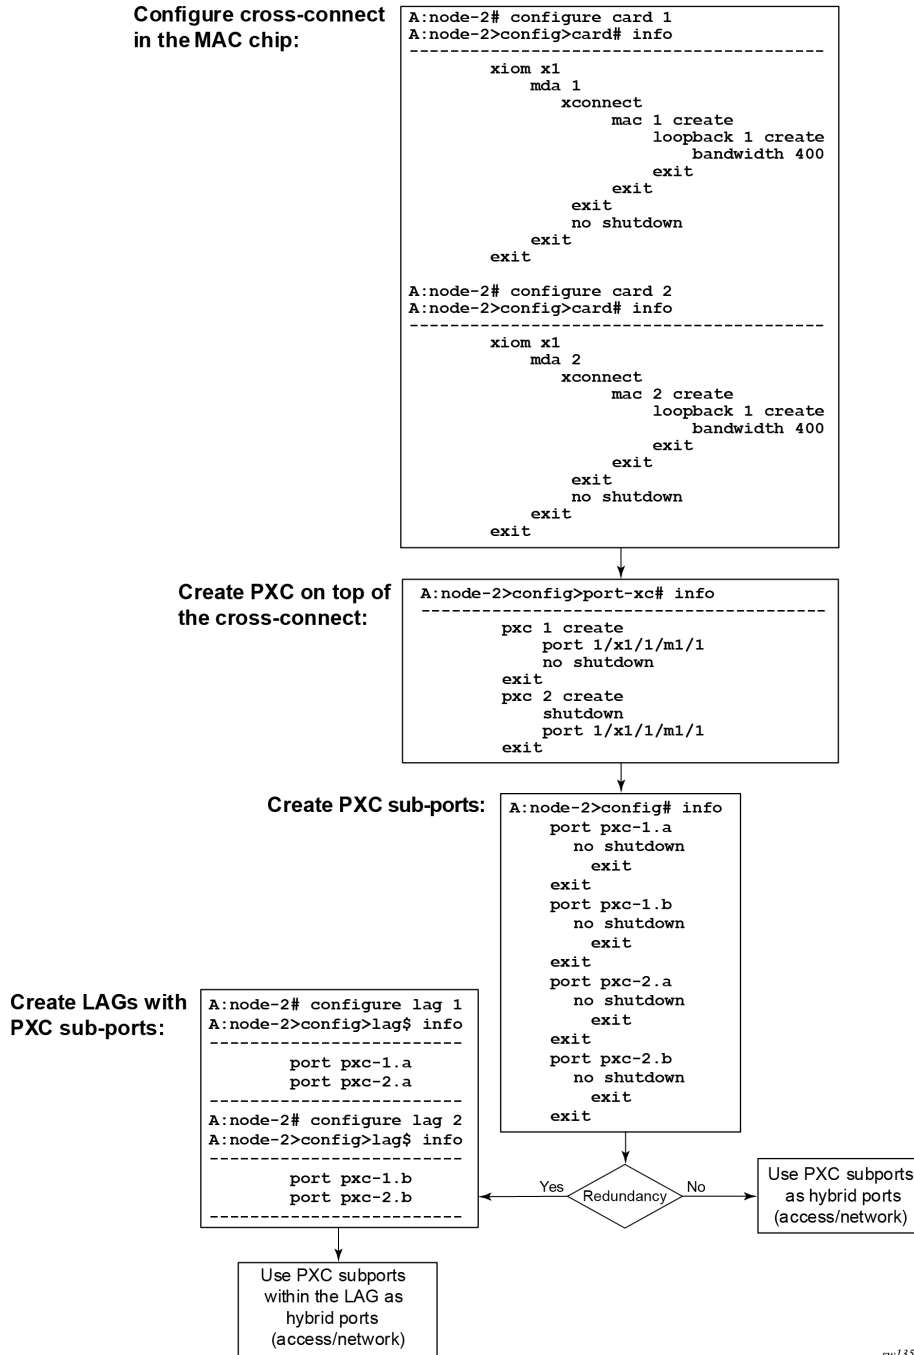 Configure cross-connect
in the MAC chip:
A:node-2# configure card 1
A:node-2>config>card# info
-----------------------------------------
xiom x1
mda 1
xconnect
mac 1 create
loopback 1 create
bandwidth 400
exit
exit
exit
no shutdown
exit
exit
A:node-2# configure card 2
A:node-2>config>card# info
-----------------------------------------
xiom x1
mda 2
xconnect
mac 2 create
loopback 1 create
bandwidth 400
exit
exit
exit
no shutdown
exit
exit
Create PXC on top of
the cross-connect:
A:node-2>config>port-xc# info
----------------------------------------
pxc 1 create
port 1/x1/1/m1/1
no shutdown
exit
pxc 2 create
shutdown
port 1/x1/1/m1/1
exit
Create PXC sub-ports:
A:node-2>config# info
port pxc-1.a
no shutdown
exit
exit
port pxc-1.b
no shutdown
exit
exit
port pxc-2.a
no shutdown
exit
exit
port pxc-2.b
no shutdown
exit
exit
Create LAGs with
PXC sub-ports:
A:node-2# configure lag 1
A:node-2>config>lag$ info
-------------------------
port pxc-1.a
port pxc-2.a
-------------------------
A:node-2# configure lag 2
A:node-2>config>lag$ info
-------------------------
port pxc-1.b
port pxc-2.b
-------------------------
Yes
Redundancy
No
Use PXC subports
as hybrid ports
(access/network)
Use PXC subports
within the LAG as
hybrid ports
(access/network)